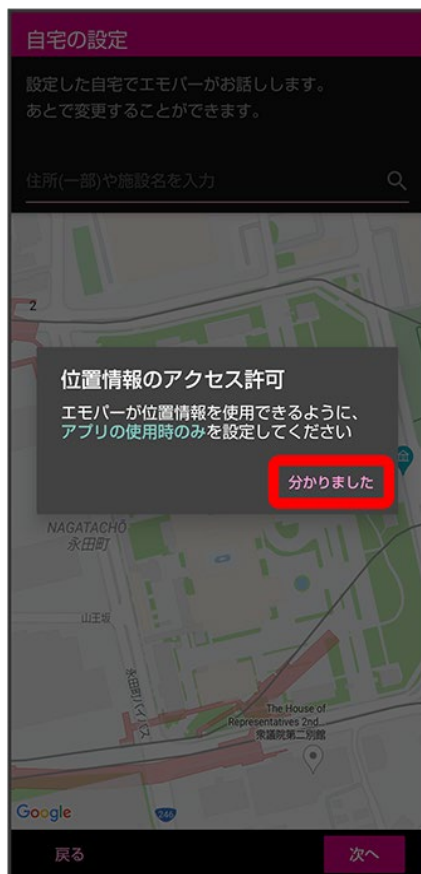 自宅の設定
設定した自宅でエモパーがお話しします。
あとで変更することができます。
住所(一部)や施設名を入力
2
位置情報のアクセス許可
エモパーが位置情報を使用できるように、
アプリの使用時のみを設定してください
分かりました
NAGATACHŌ
永田町
山王坂
永田町バイパス
The House of
Representatives 2nd...
衆議院第二別館
Google
246
戻る
次へ